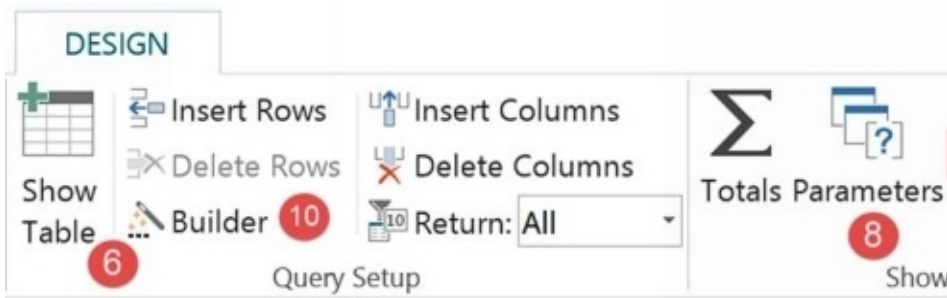 DESIGN
Insert Rows
Insert Columns
Delete Rows
Delete Columns
Show
Table
Builder
10
10
Return: All
Totals
Parameters
6
8
Query Setup
Show